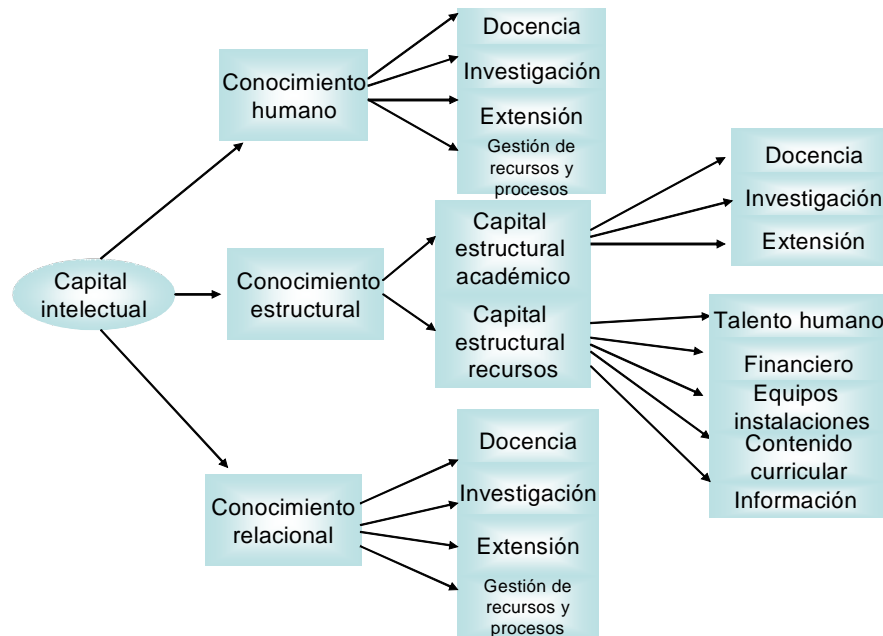 Docencia
Conocimiento
humano
Investigación
Extensión
Gestión de
recursos y
procesos
Capital
intelectual
Conocimiento
estructural
Capital
estructural
académico
Docencia
Investigación
Extensión
Capital
estructural
recursos
Talento humano
Financiero
Equipos
instalaciones
Contenido
curricular
Información
Conocimiento
relacional
Docencia
Investigación
Extensión
Gestión de
recursos y
procesos